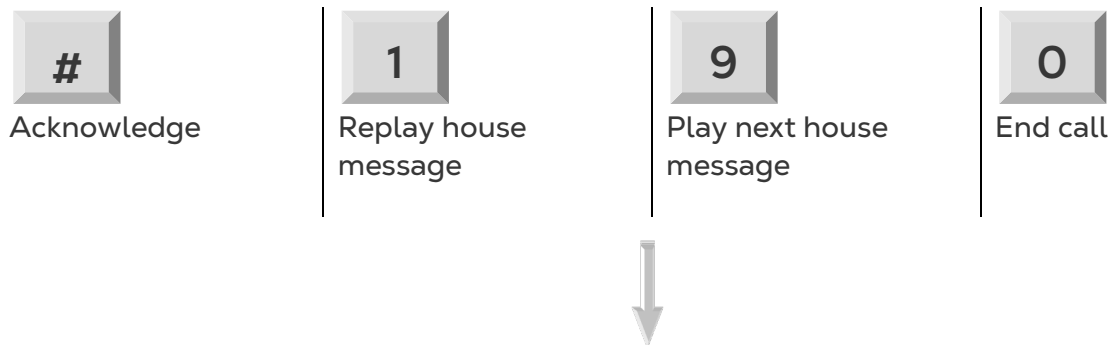 # 1 9 0
Acknowledge
Replay house
message
Play next house
message
End call